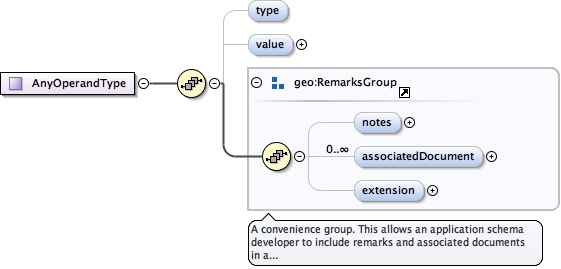 type
value
AnyOperandType
geo:RemarksGroup
notes
0..∞
associatedDocument
extension
A convenience group. This allows an application schema
developer to include remarks and associated documents
in a...